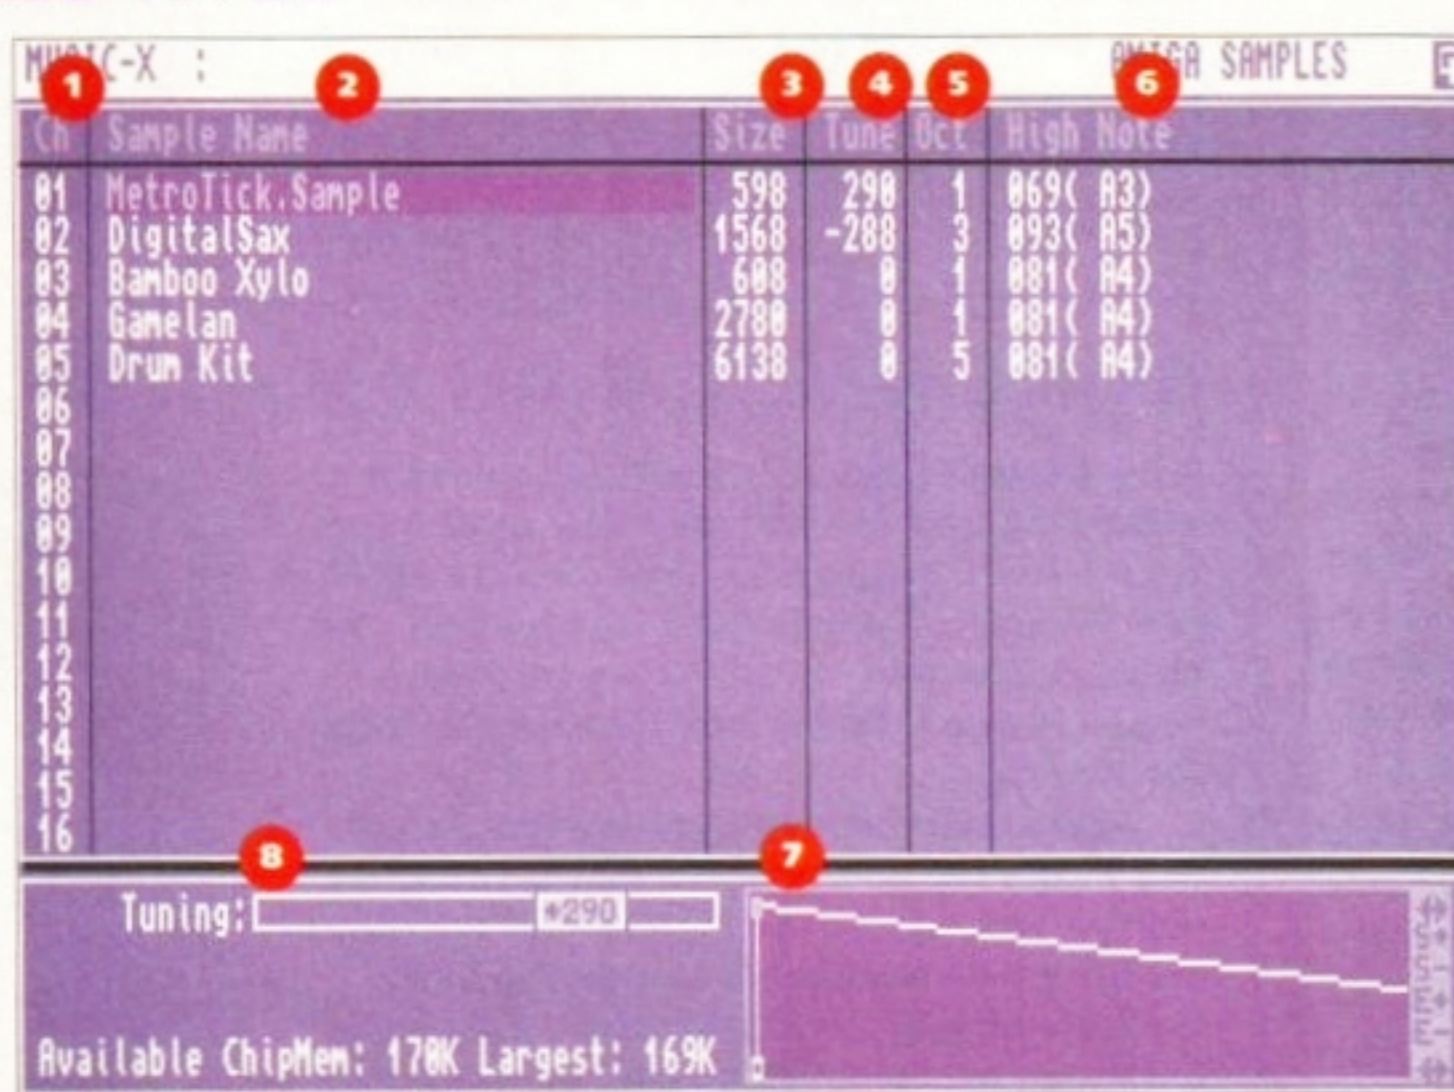 MUSIC-X : AMIGA SAMPLES
1 2 3 4 5 6
Ch Sample Name Size Tune Oct High Note
01 MetroTick.Sample 598 290 1 069( A3)
02 DigitalSax 1568 -288 3 093( A5)
03 Bamboo Xylo 608 0 1 081( A4)
04 Gamelan 2780 0 1 081( A4)
05 Drum Kit 6138 0 5 081( A4)
06
07
08
09
10
11
12
13
14
15
16
8 7
Tuning: +290
Available ChipMem: 170K Largest: 169K